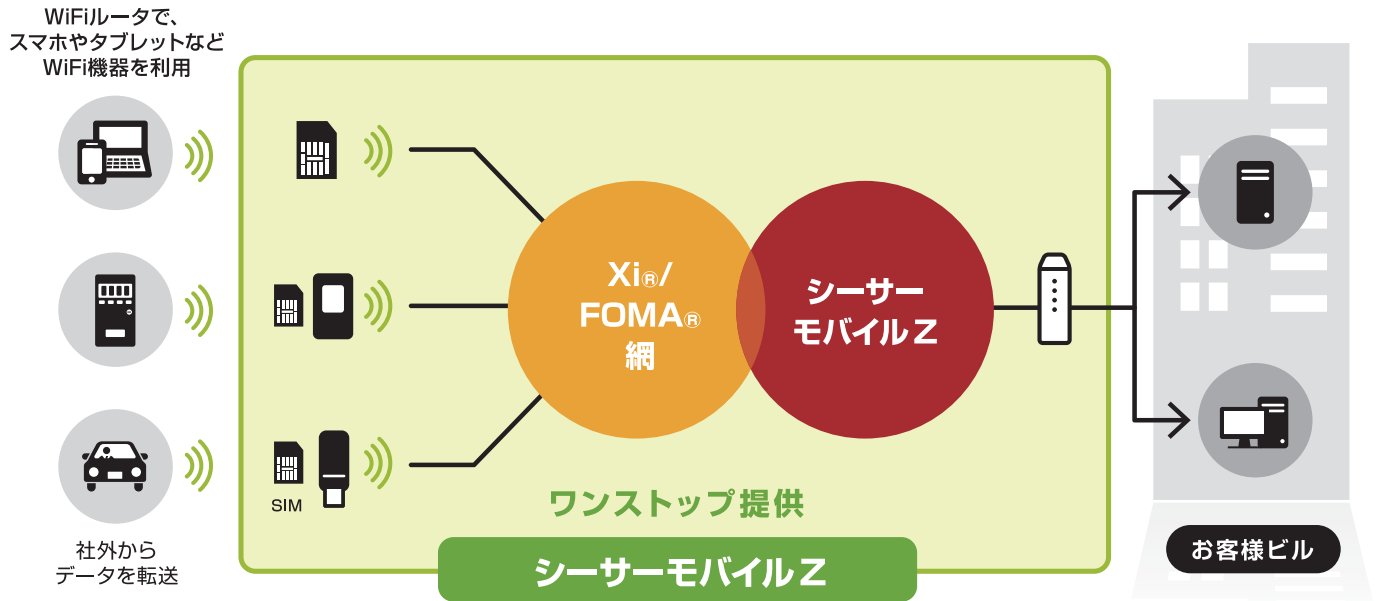 WiFiルータで、
スマホやタブレットなど
WiFi機器を利用
社外から
データを転送
SIM
Xi®/
FOMA®
網
シーサー
モバイルZ
ワンストップ提供
シーサーモバイルZ
お客様ビル